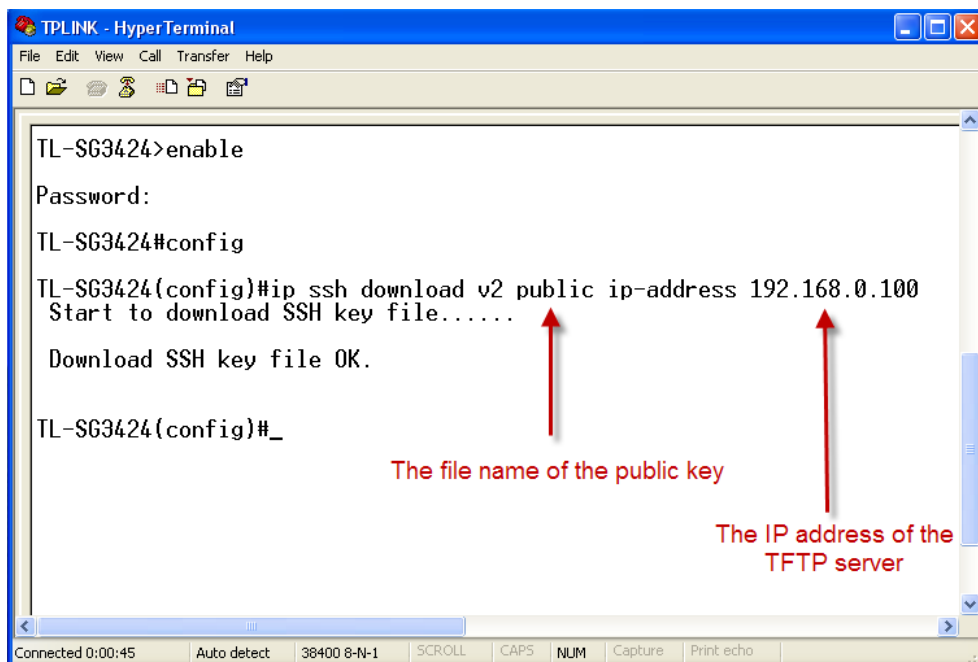 TPLINK - HyperTerminal
File Edit View Call Transfer Help
TL-SG3424>enable
Password:
TL-SG3424#config
TL-SG3424(config)#ip ssh download v2 public ip-address 192.168.0.100
Start to download SSH key file......
Download SSH key file OK.
TL-SG3424(config)#_
The file name of the public key
The IP address of the
TFTP server
Connected 0:00:45 Auto detect 38400 8-N-1 SCROLL CAPS NUM Capture Print echo